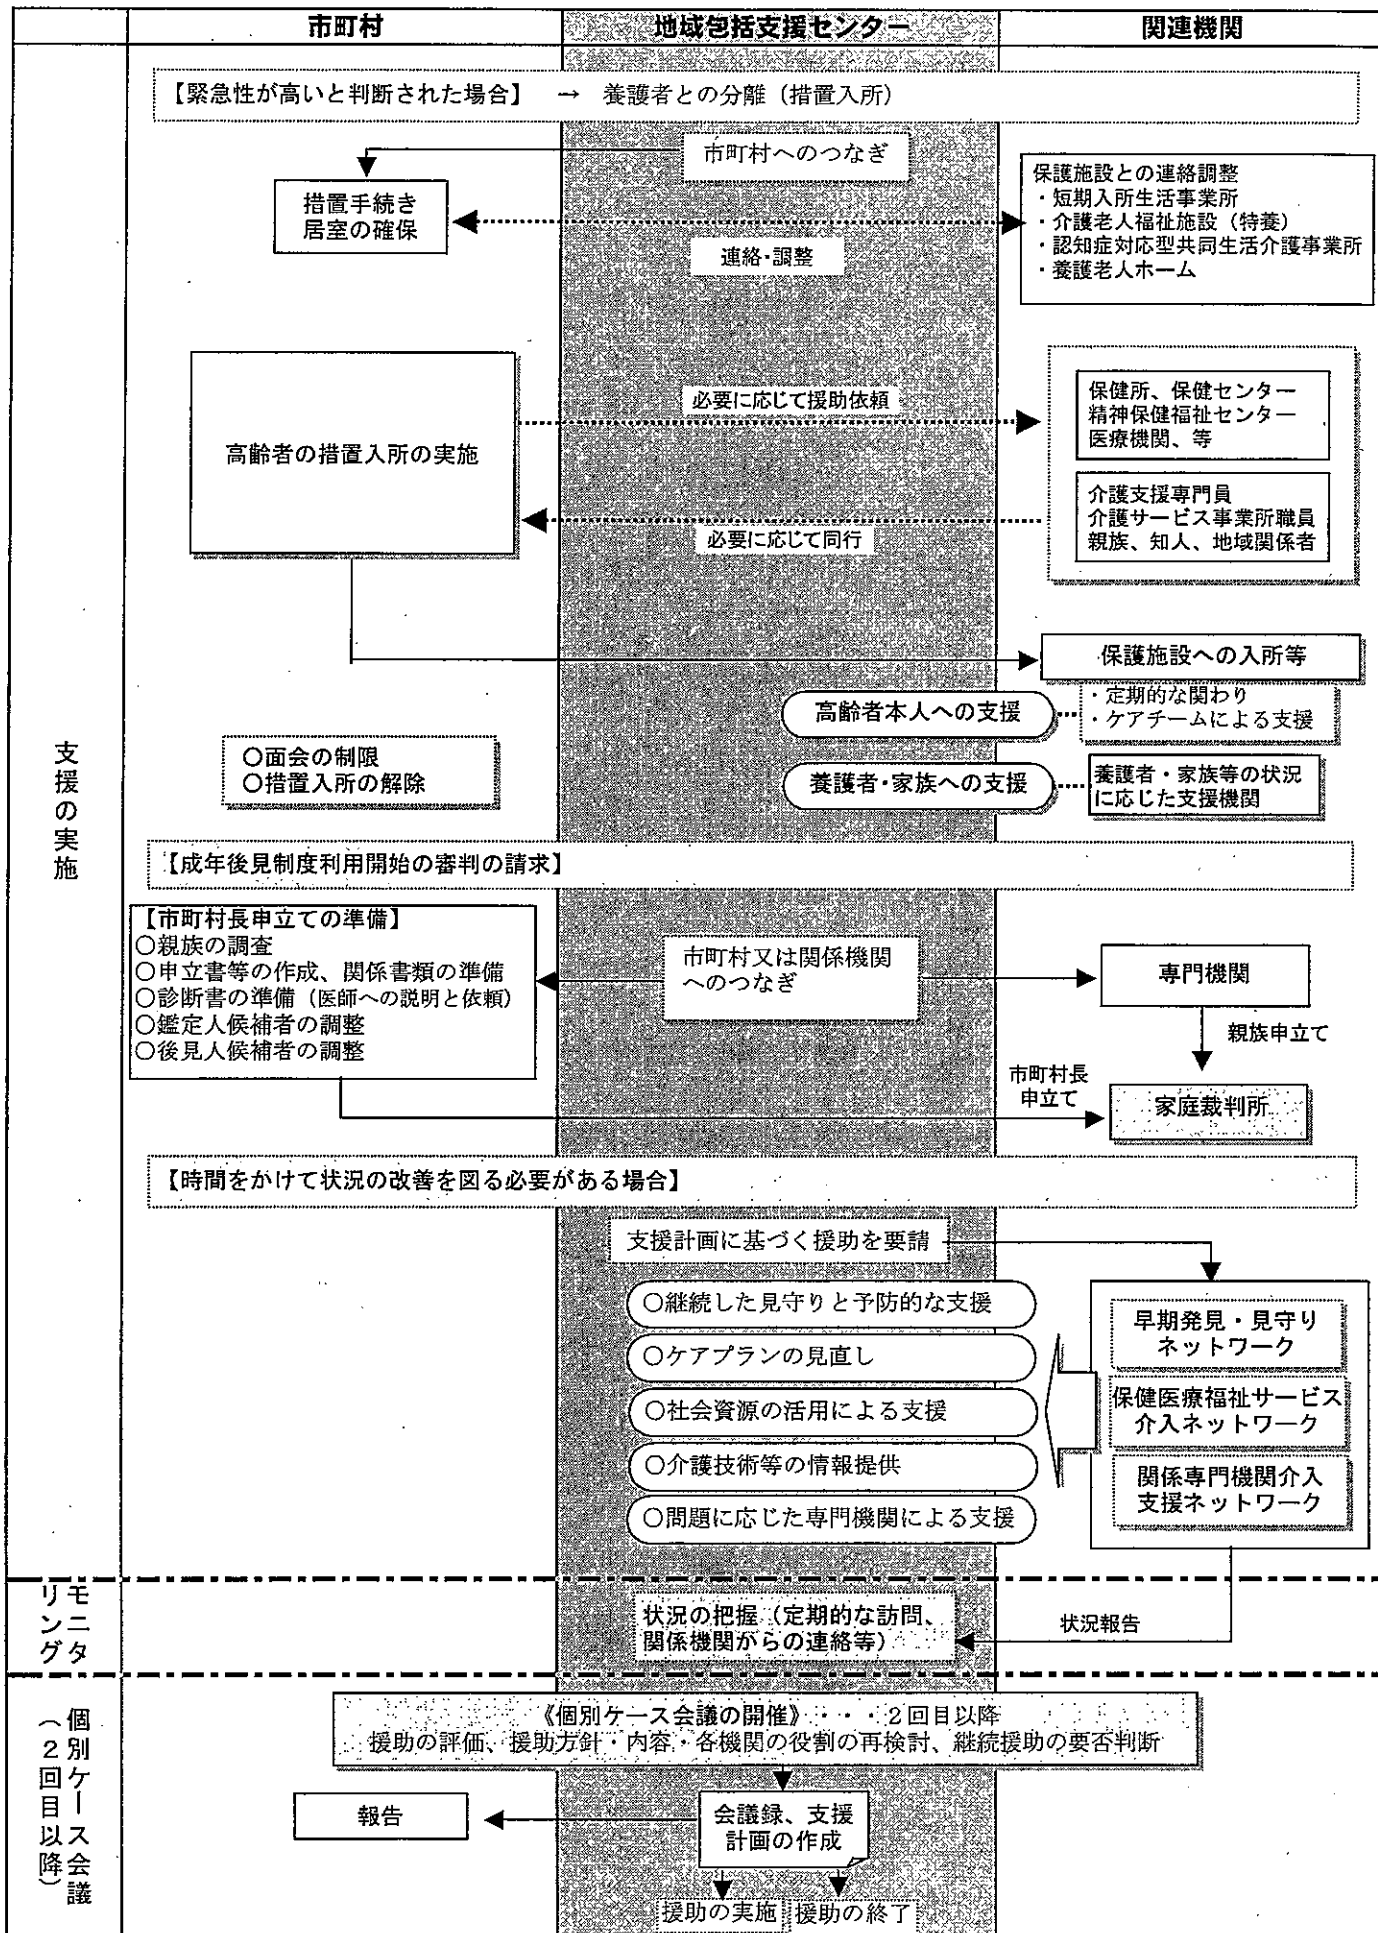 市町村
地域包括支援センター
関連機関
支援の実施
【緊急性が高いと判断された場合】 → 養護者との分離（措置入所）
市町村へのつなぎ
措置手続き
居室の確保
連絡・調整
保護施設との連絡調整
・短期入所生活事業所
・介護老人福祉施設（特養）
・認知症対応型共同生活介護事業所
・養護老人ホーム
高齢者の措置入所の実施
必要に応じて援助依頼
必要に応じて同行
保健所、保健センター
精神保健福祉センター
医療機関、等
介護支援専門員
介護サービス事業所職員
親族、知人、地域関係者
保護施設への入所等
高齢者本人への支援
・定期的な関わり
・ケアチームによる支援
○面会の制限
○措置入所の解除
養護者・家族への支援
養護者・家族等の状況
に応じた支援機関
【成年後見制度利用開始の審判の請求】
【市町村長申立ての準備】
○親族の調査
○申立書等の作成、関係書類の準備
○診断書の準備（医師への説明と依頼）
○鑑定人候補者の調整
○後見人候補者の調整
市町村又は関係機関
へのつなぎ
専門機関
親族申立て
市町村長
申立て
家庭裁判所
【時間をかけて状況の改善を図る必要がある場合】
支援計画に基づく援助を要請
○継続した見守りと予防的な支援
○ケアプランの見直し
○社会資源の活用による支援
○介護技術等の情報提供
○問題に応じた専門機関による支援
早期発見・見守り
ネットワーク
保健医療福祉サービス
介入ネットワーク
関係専門機関介入
支援ネットワーク
モニタ
リング
状況の把握（定期的な訪問、
関係機関からの連絡等）
状況報告
個別ケース会議
（２回目以降）
《個別ケース会議の開催》・・・２回目以降
援助の評価、援助方針・内容・各機関の役割の再検討、継続援助の要否判断
報告
会議録、支援
計画の作成
援助の実施
援助の終了